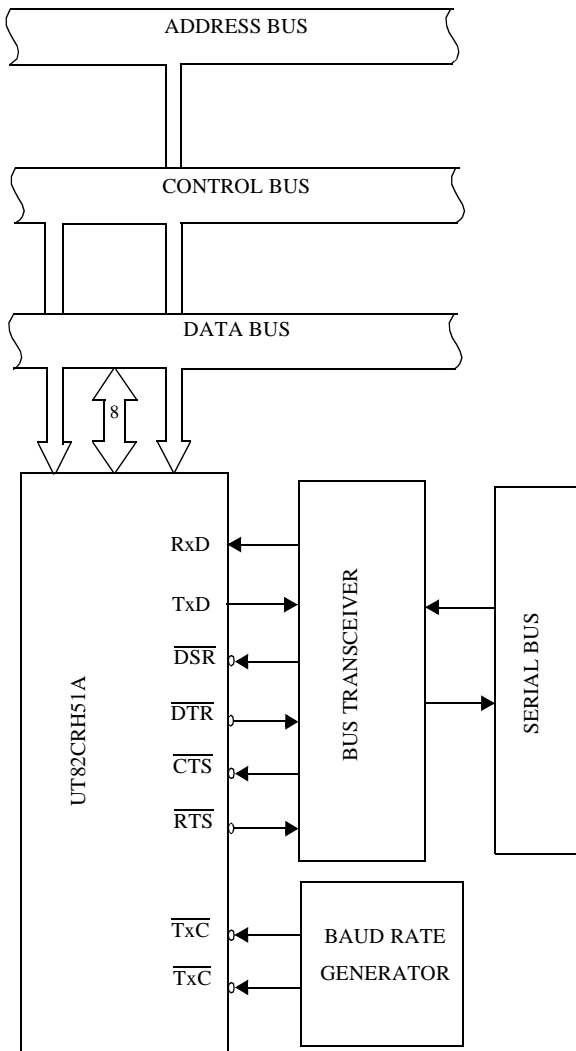 ADDRESS BUS
CONTROL BUS
DATA BUS
8
RxD
TxD
DSR
DTR
CTS
RTS
TxC
TxC
UT82CRH51A
BUS TRANSCEIVER
SERIAL BUS
BAUD RATE
GENERATOR